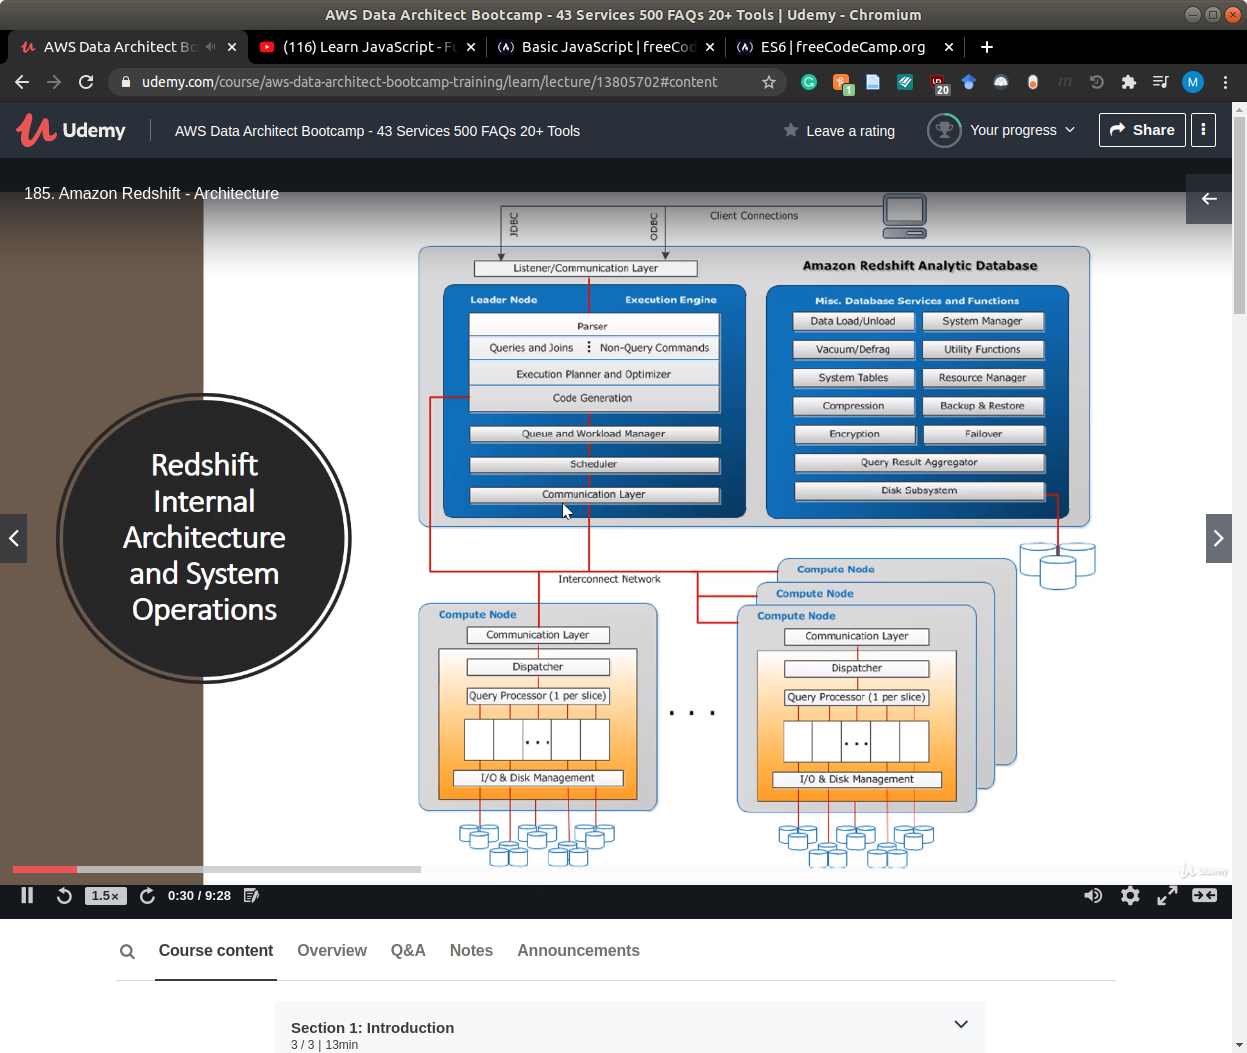 AWS Data Architect Bootcamp - 43 Services 500 FAQs 20+ Tools | Udemy - Chromium
AWS Data Architect Bo
(116) Learn JavaScript - Fu
Basic JavaScript | freeCod
ES6 | freeCodeCamp.org
udemy.com/course/aws-data-architect-bootcamp-training/learn/lecture/13805702#content
1
20
M
Udemy
AWS Data Architect Bootcamp - 43 Services 500 FAQs 20+ Tools
Leave a rating
Your progress
Share
185. Amazon Redshift - Architecture
JDBC
ODBC
Client Connections
Listener/Communication Layer
Amazon Redshift Analytic Database
Leader Node
Execution Engine
Parser
Queries and Joins
Non-Query Commands
Execution Planner and Optimizer
Code Generation
Queue and Workload Manager
Scheduler
Communication Layer
Misc. Database Services and Functions
Data Load/Unload
System Manager
Vacuum/Defrag
Utility Functions
System Tables
Resource Manager
Compression
Backup & Restore
Encryption
Failover
Query Result Aggregator
Disk Subsystem
Redshift
Internal
Architecture
and System
Operations
Interconnect Network
Compute Node
Communication Layer
Dispatcher
Query Processor (1 per slice)
. . .
I/O & Disk Management
. . .
Compute Node
Compute Node
Compute Node
Communication Layer
Dispatcher
Query Processor (1 per slice)
. . .
I/O & Disk Management
Udemy
1.5×
0:30 / 9:28
Course content
Overview
Q&A
Notes
Announcements
Section 1: Introduction
3 / 3 | 13min